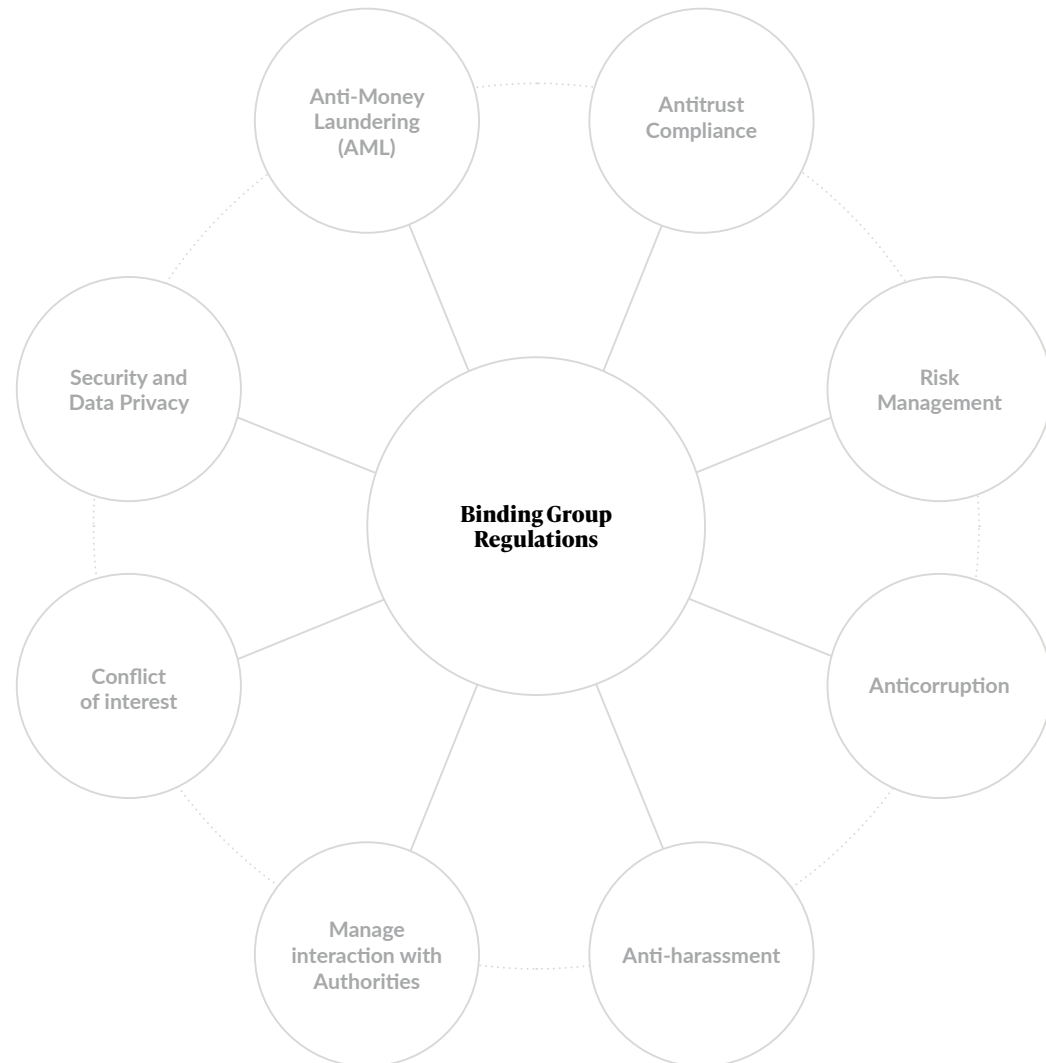 Anti-Money
Laundering
(AML)
Antitrust
Compliance
Security and
Data Privacy
Risk
Management
Binding Group
Regulations
Conflict
of interest
Anticorruption
Manage
interaction with
Authorities
Anti-harassment